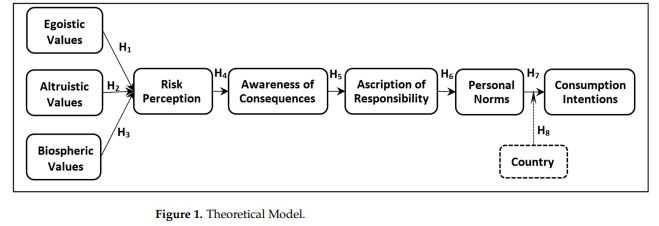 Egoistic
Values
H1
Altruistic
Values
H2
Biospheric
Values
H3
Risk
Perception
H4
Awareness of
Consequences
H5
Ascription of
Responsibility
H6
Personal
Norms
H7
Consumption
Intentions
H8
Country
Figure 1. Theoretical Model.